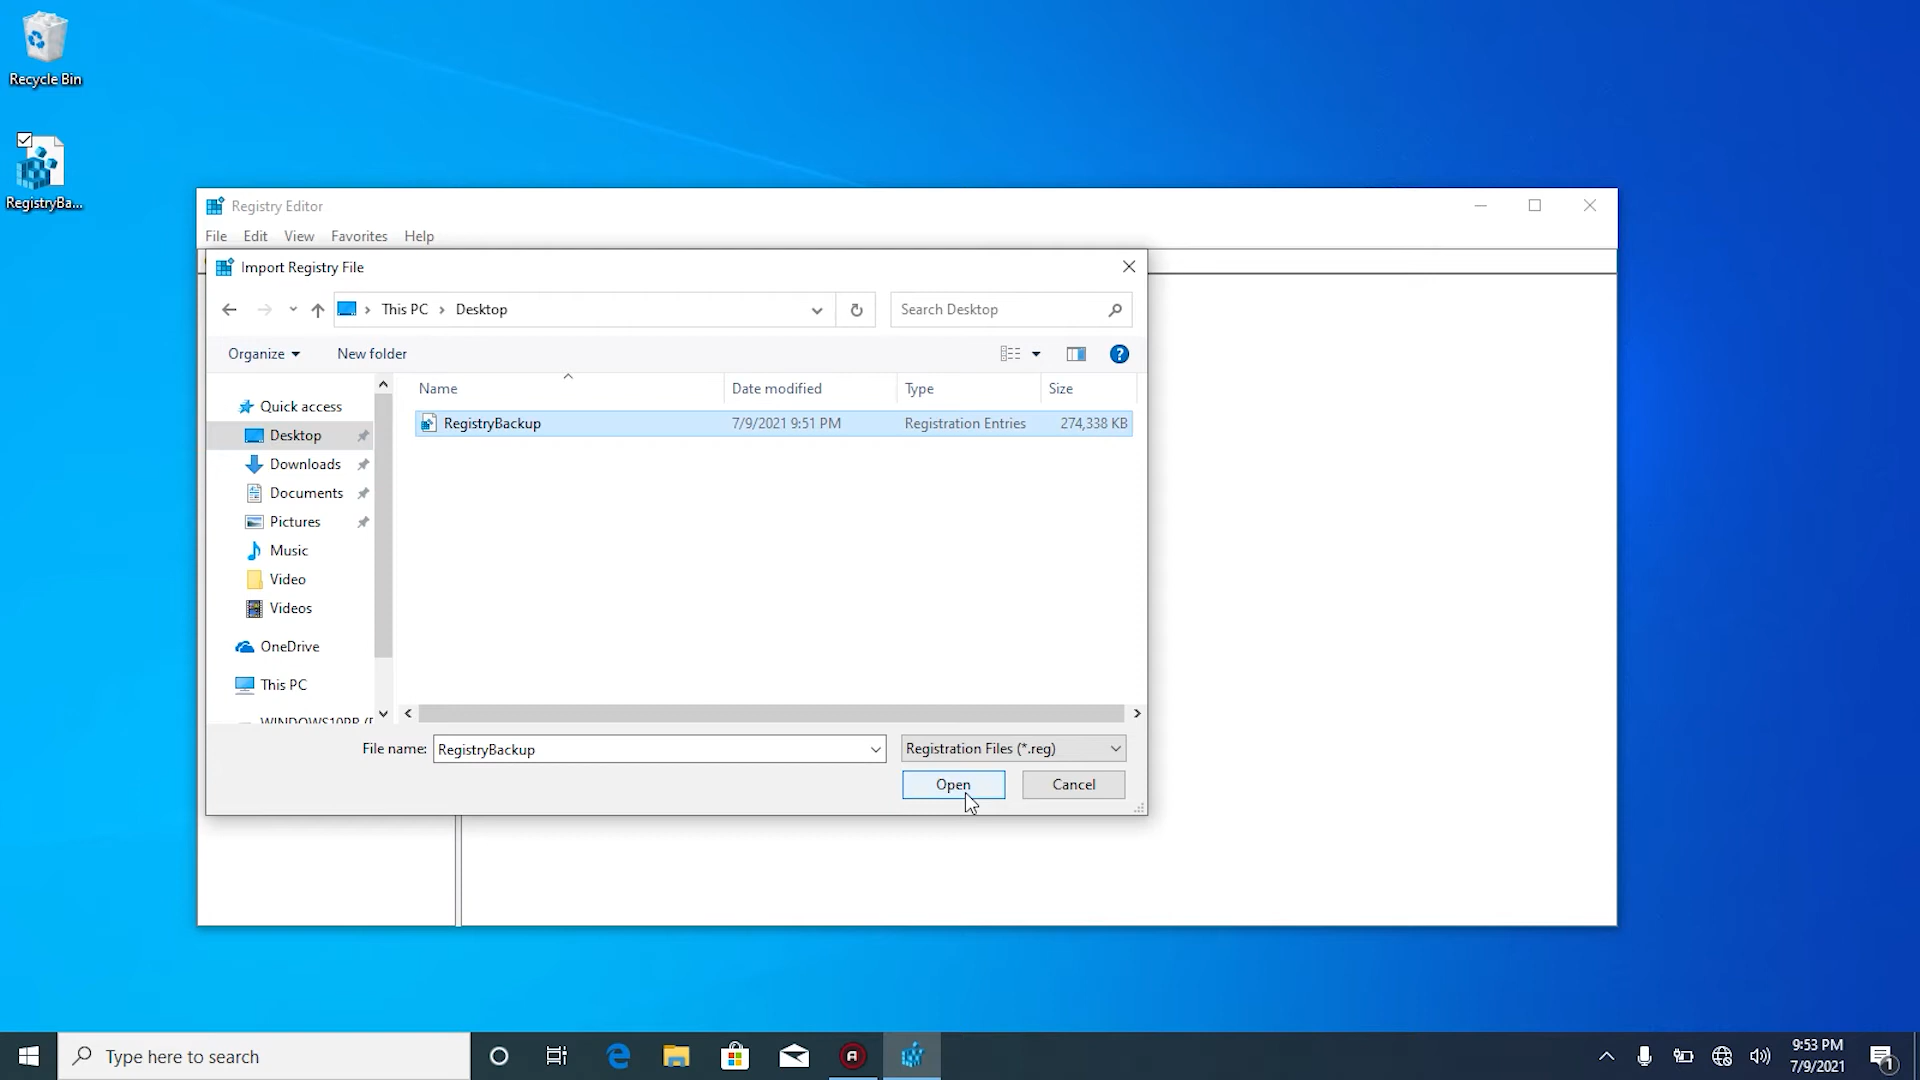 Recycle Bin
RegistryBa...
Registry Editor
File Edit View Favorites Help
Import Registry File
This PC Desktop
Search Desktop
Organize New folder
Name Date modified Type Size
RegistryBackup 7/9/2021 9:51 PM Registration Entries 274,338 KB
Quick access
Desktop
Downloads
Documents
Pictures
Music
Video
Videos
OneDrive
This PC
File name: RegistryBackup
Registration Files (*.reg)
Open Cancel
Type here to search
9:53 PM
7/9/2021
1